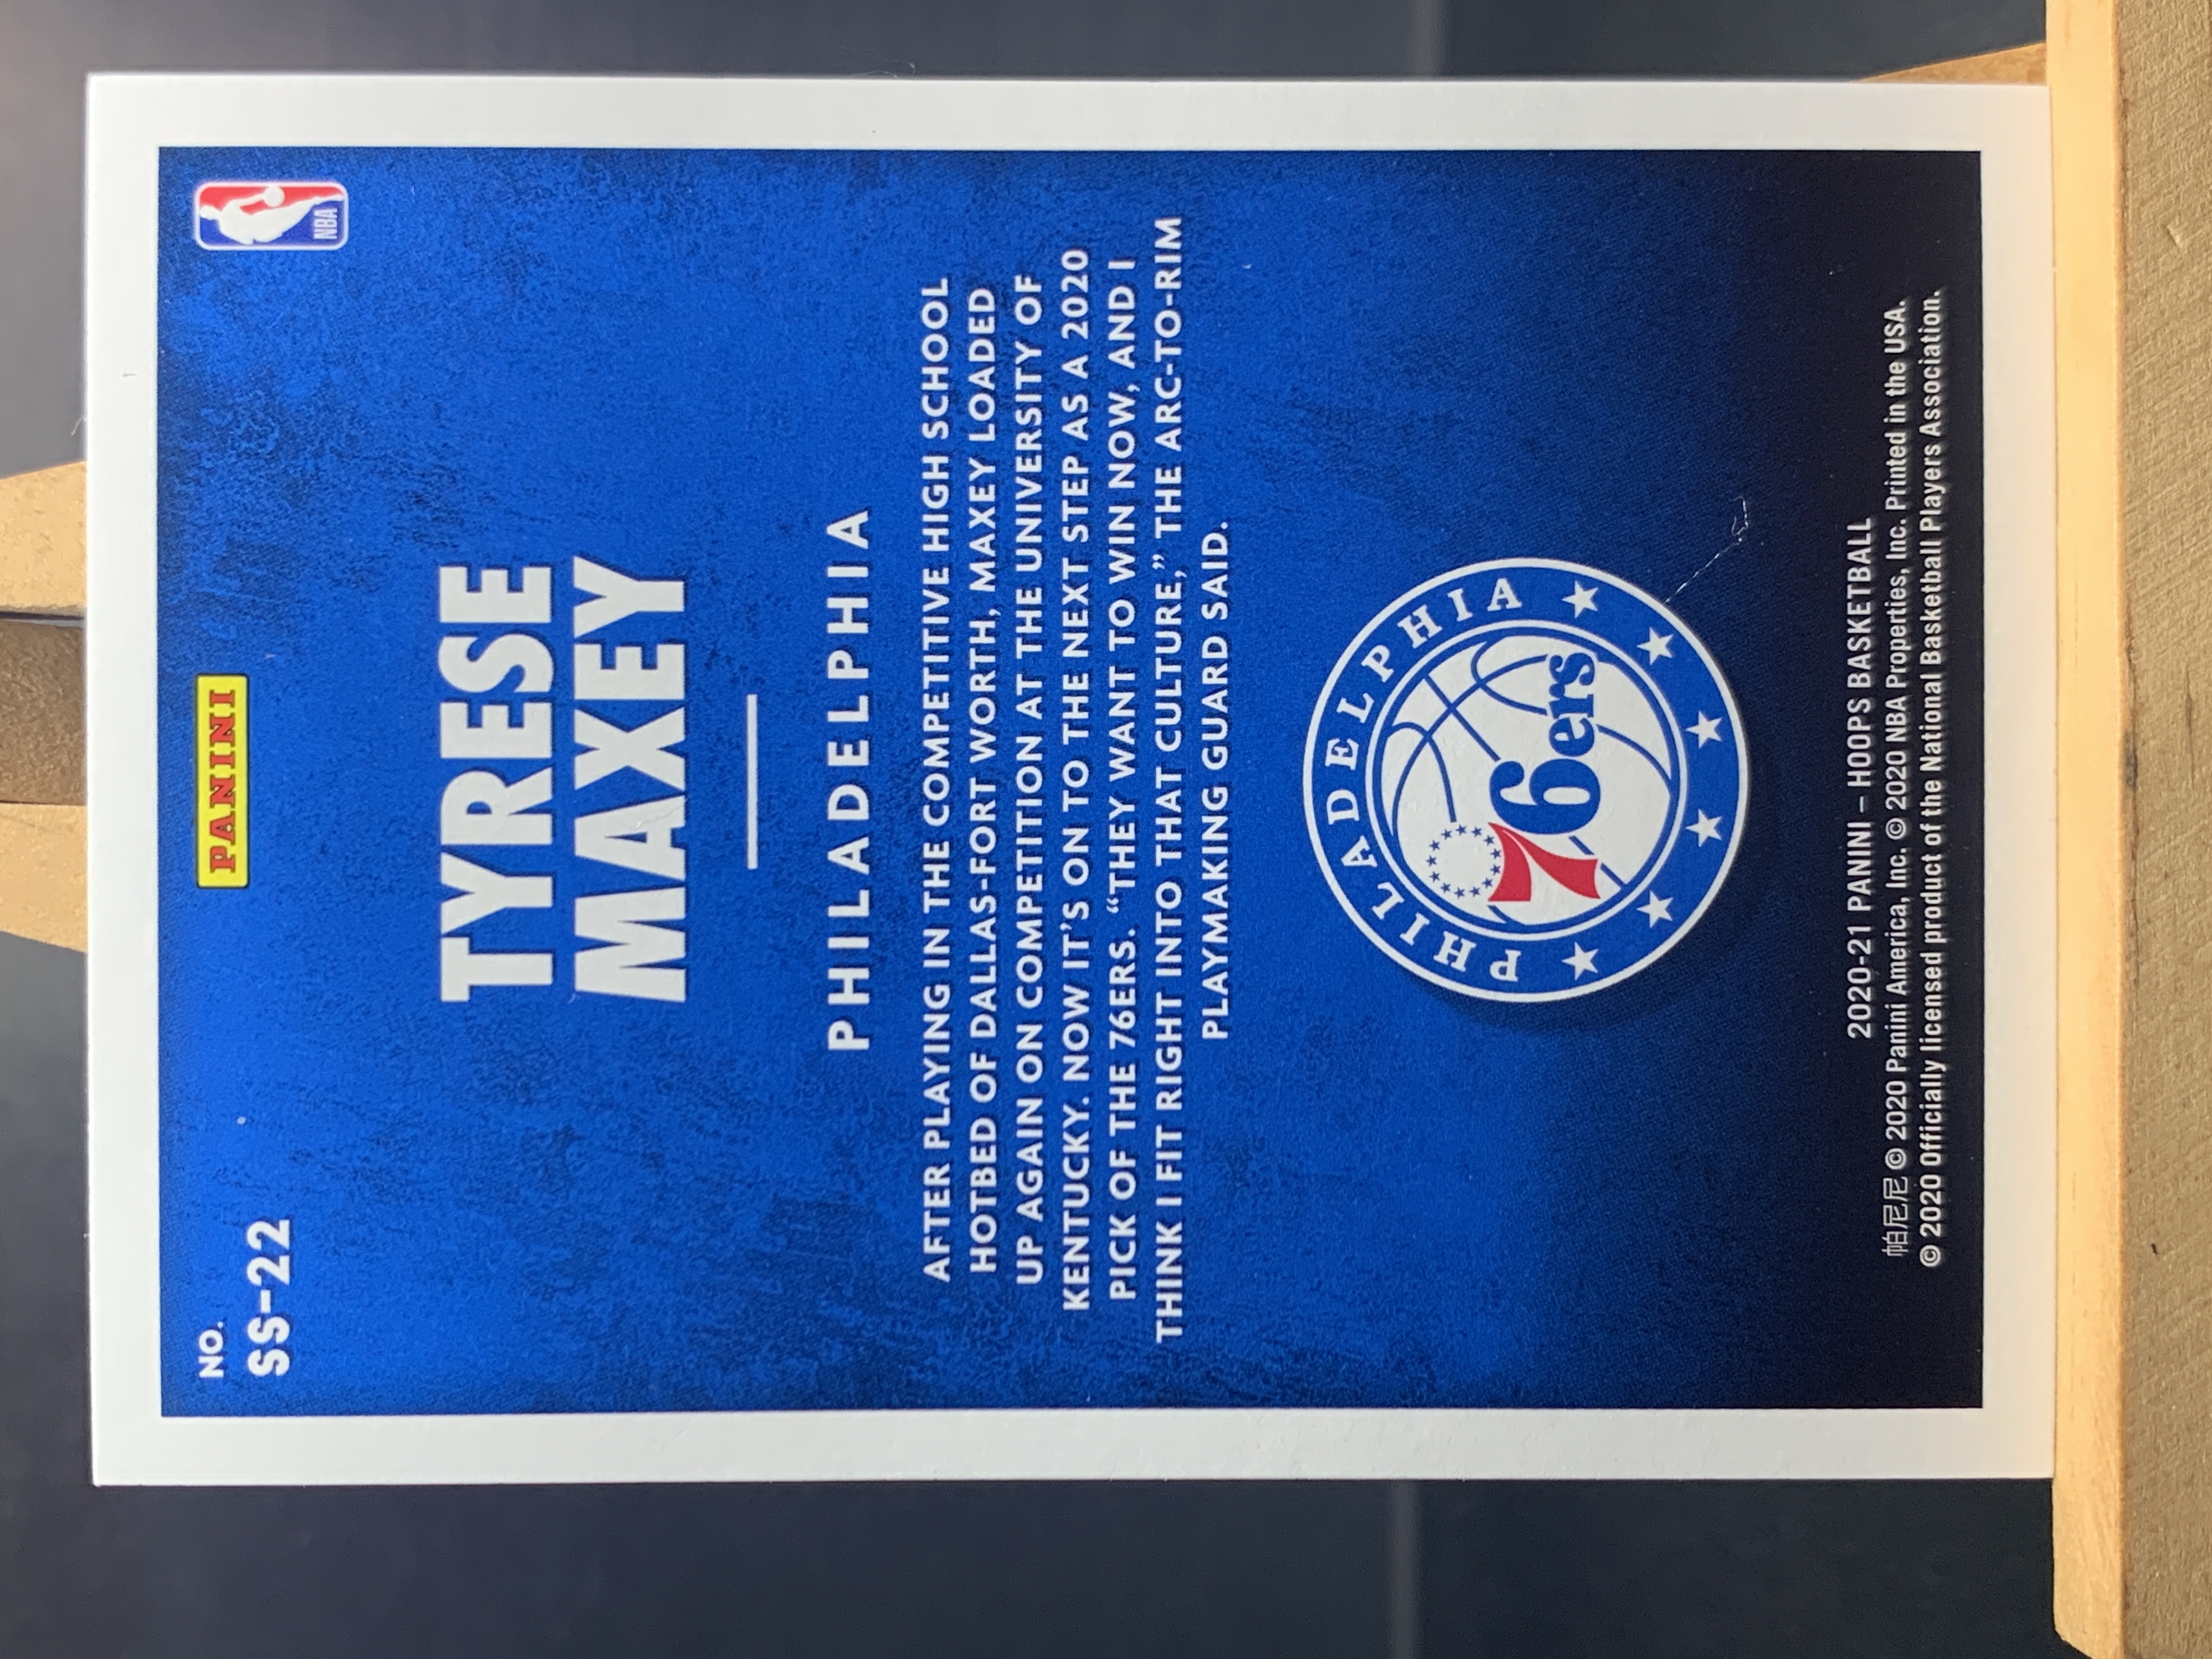 NO.
SS-22
PANINI
NBA
TYRESE
MAXEY
PHILADELPHIA
AFTER PLAYING IN THE COMPETITIVE HIGH SCHOOL
HOTBED OF DALLAS-FORT WORTH, MAXEY LOADED
UP AGAIN ON COMPETITION AT THE UNIVERSITY OF
KENTUCKY. NOW IT'S ON TO THE NEXT STEP AS A 2020
PICK OF THE 76ERS. “THEY WANT TO WIN NOW, AND I
THINK I FIT RIGHT INTO THAT CULTURE,” THE ARC-TO-RIM
PLAYMAKING GUARD SAID.
PHILADELPHIA
76ers
2020-21 PANINI – HOOPS BASKETBALL
帕尼尼 © 2020 Panini America, Inc. © 2020 NBA Properties, Inc. Printed in the USA.
© 2020 Officially licensed product of the National Basketball Players Association.